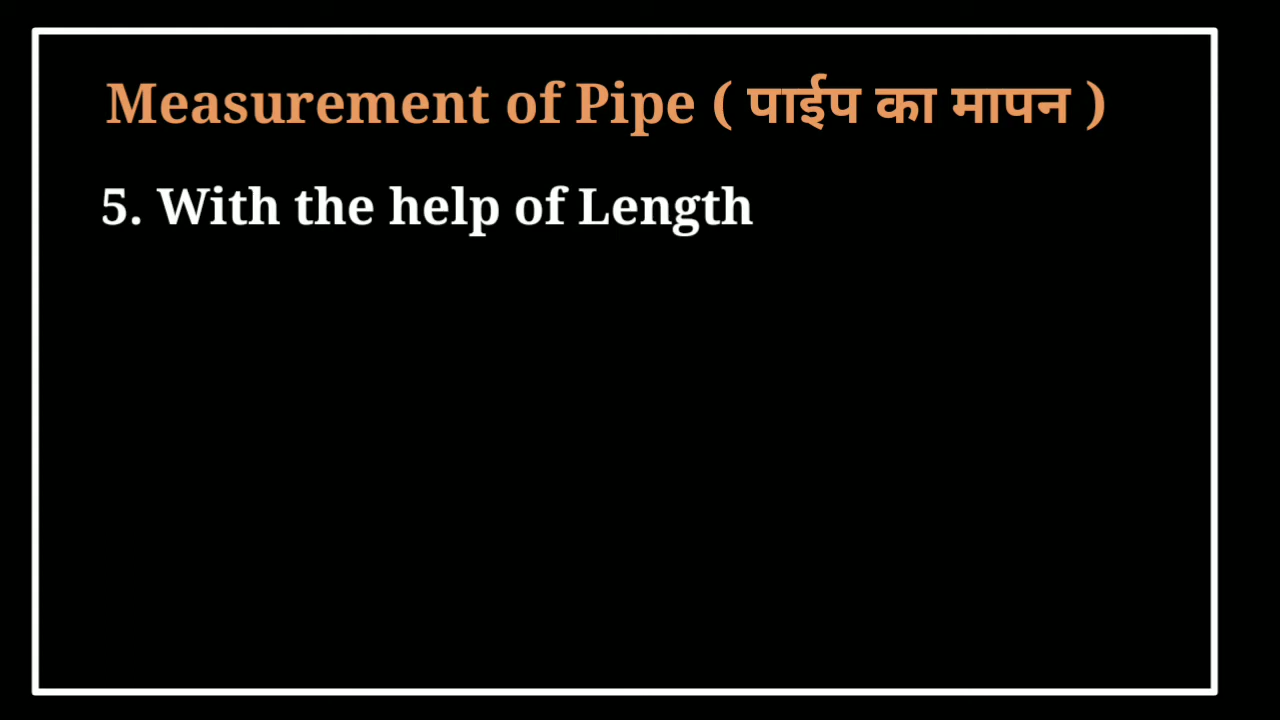 Measurement of Pipe ( पाईप का मापन )
5. With the help of Length